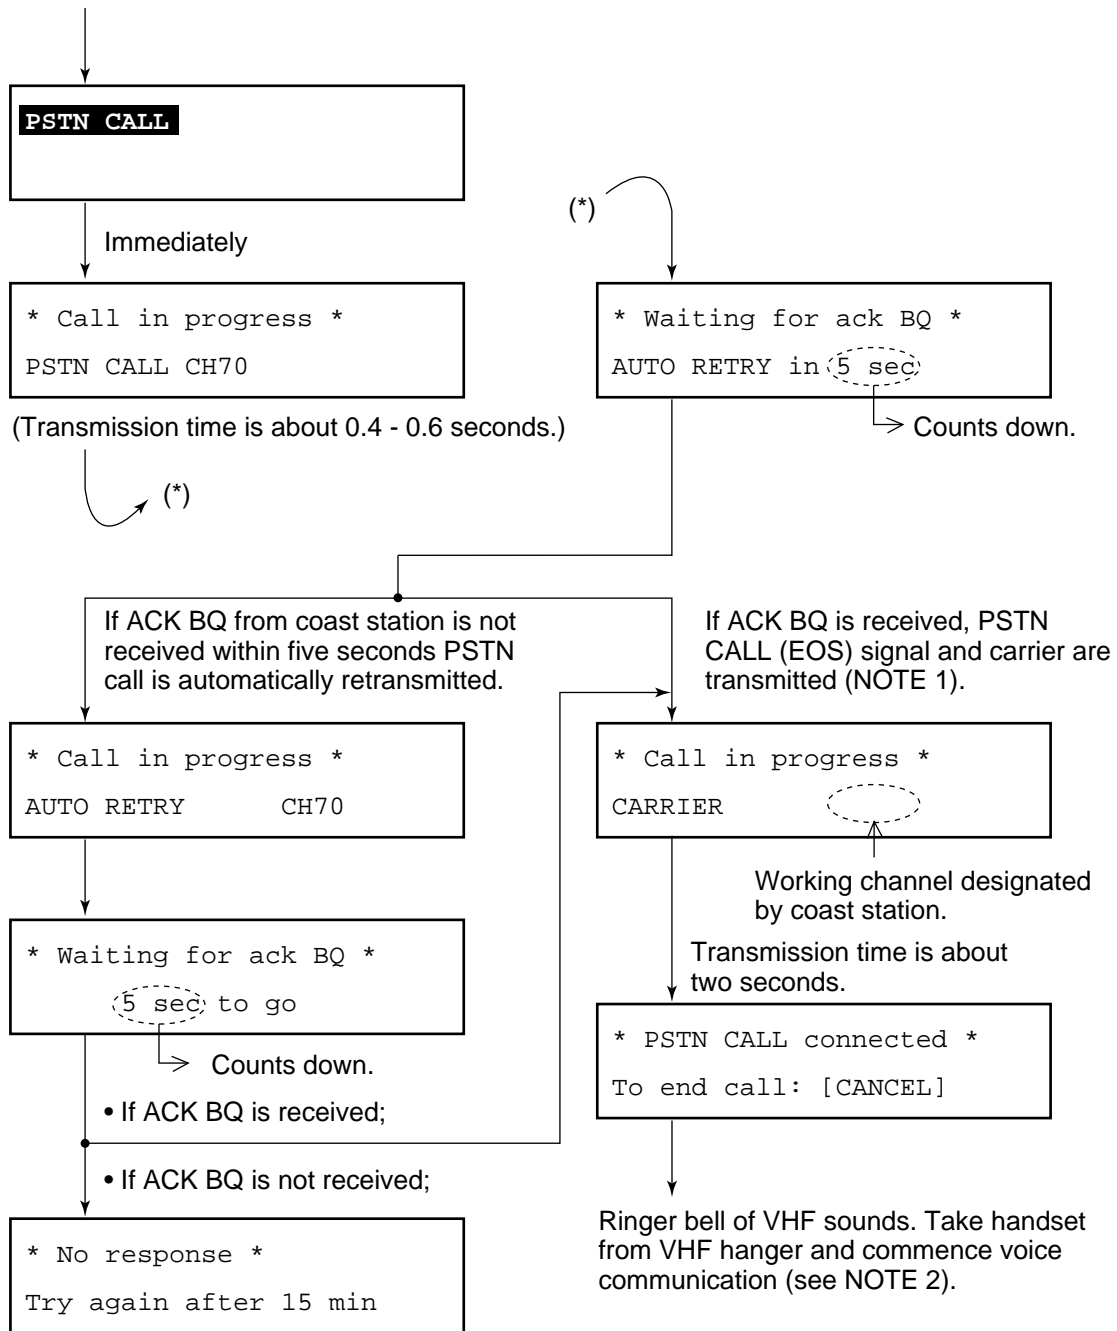 PSTN CALL
Immediately
* Call in progress *
PSTN CALL CH70
(Transmission time is about 0.4 - 0.6 seconds.)
(*)
(*)
* Waiting for ack BQ *
AUTO RETRY in 5 sec
Counts down.
If ACK BQ from coast station is not
received within five seconds PSTN
call is automatically retransmitted.
* Call in progress *
AUTO RETRY CH70
* Waiting for ack BQ *
5 sec to go
Counts down.
• If ACK BQ is received;
• If ACK BQ is not received;
* No response *
Try again after 15 min
If ACK BQ is received, PSTN
CALL (EOS) signal and carrier are
transmitted (NOTE 1).
* Call in progress *
CARRIER
Working channel designated
by coast station.
Transmission time is about
two seconds.
* PSTN CALL connected *
To end call: [CANCEL]
Ringer bell of VHF sounds. Take handset
from VHF hanger and commence voice
communication (see NOTE 2).